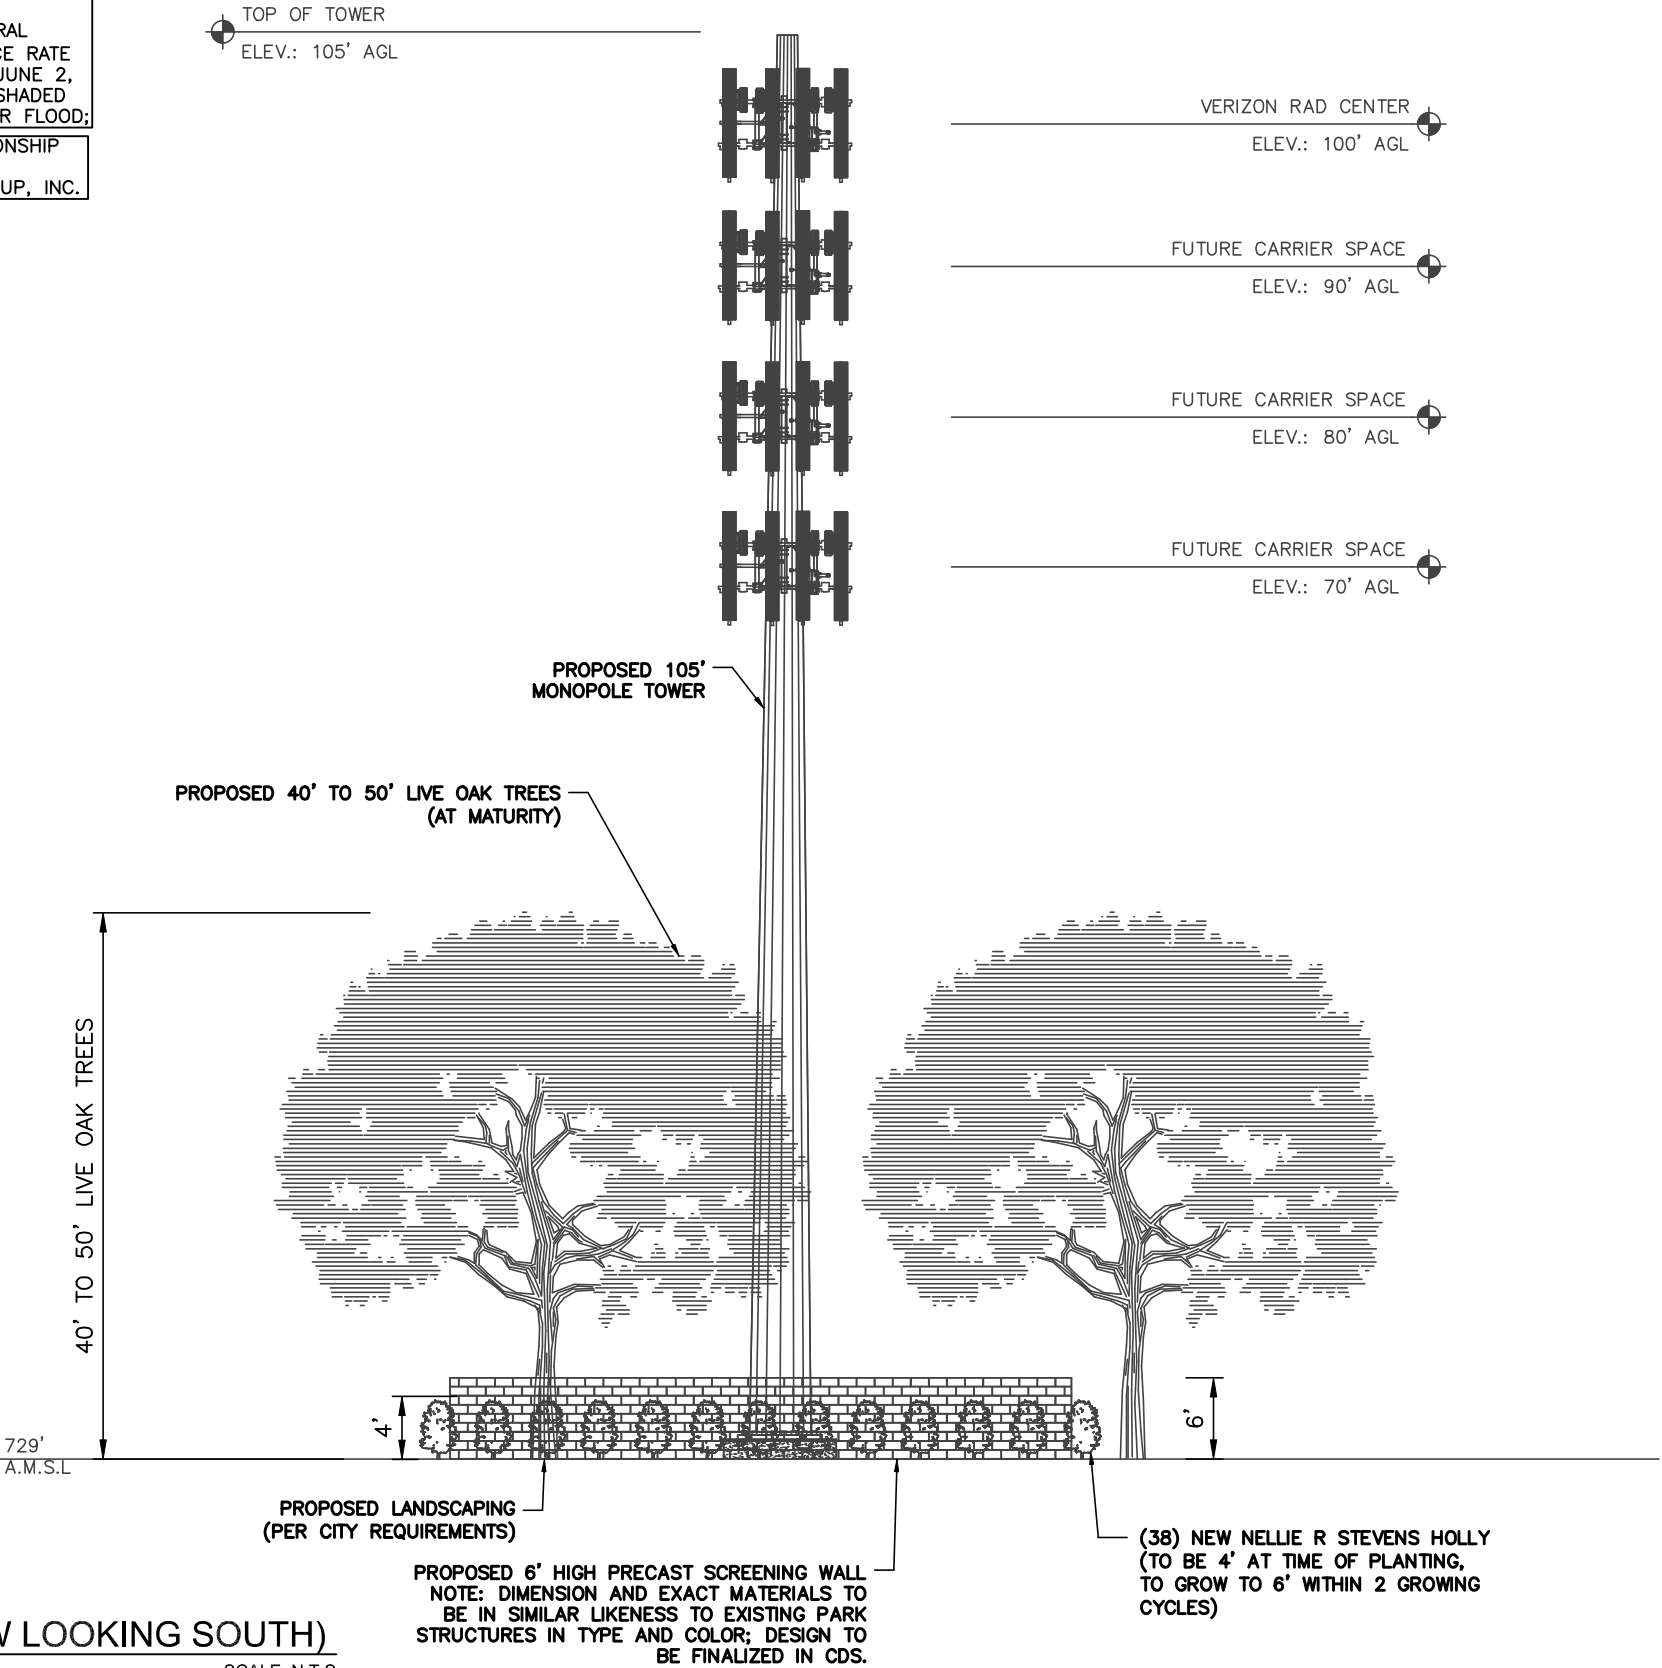 RAL
CE RATE
JUNE 2,
SHADED
R FLOOD;
ONSHIP
UP, INC.
TOP OF TOWER
ELEV.: 105' AGL
VERIZON RAD CENTER
ELEV.: 100' AGL
FUTURE CARRIER SPACE
ELEV.: 90' AGL
FUTURE CARRIER SPACE
ELEV.: 80' AGL
FUTURE CARRIER SPACE
ELEV.: 70' AGL
PROPOSED 105'
MONOPOLE TOWER
PROPOSED 40' TO 50' LIVE OAK TREES
(AT MATURITY)
40' TO 50' LIVE OAK TREES
4'
6'
729'
A.M.S.L
PROPOSED LANDSCAPING
(PER CITY REQUIREMENTS)
PROPOSED 6' HIGH PRECAST SCREENING WALL
NOTE: DIMENSION AND EXACT MATERIALS TO
BE IN SIMILAR LIKENESS TO EXISTING PARK
STRUCTURES IN TYPE AND COLOR; DESIGN TO
BE FINALIZED IN CDS.
(38) NEW NELLIE R STEVENS HOLLY
(TO BE 4' AT TIME OF PLANTING,
TO GROW TO 6' WITHIN 2 GROWING
CYCLES)
W LOOKING SOUTH)
SCALE: N.T.S